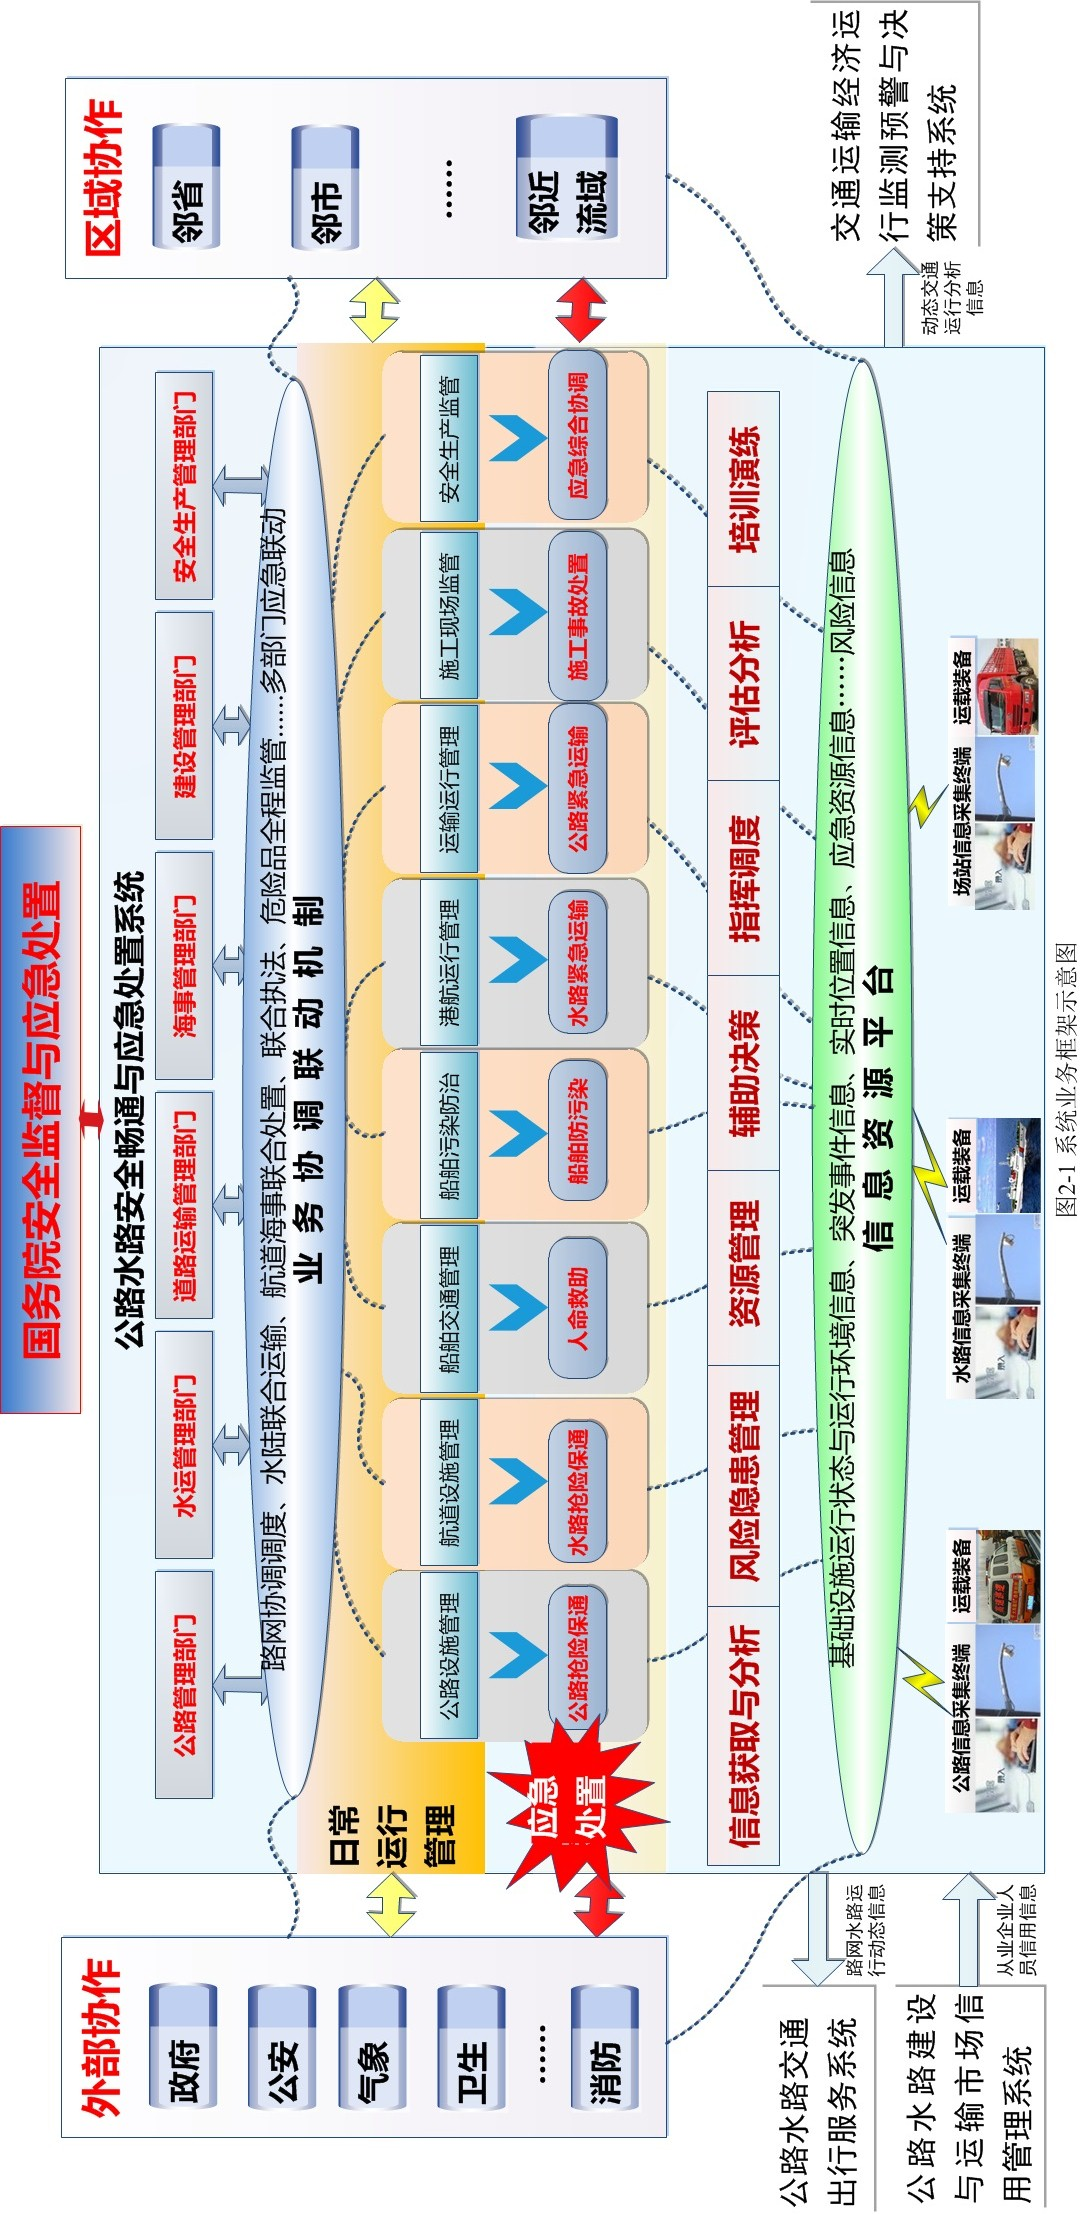 国务院安全监督与应急处置
公路水路安全畅通与应急处置系统
外部协作
政府
公安
气象
卫生
......
消防
公路管理部门
水运管理部门
道路运输管理部门
海事管理部门
建设管理部门
安全生产管理部门
路网协调调度、水陆联合运输、航道海事联合处置、联合执法、危险品全程监管......多部门应急联动
业务协调联动机制
日常
运行
管理
公路设施管理
航道设施管理
船舶交通管理
船舶污染防治
港航运行管理
运输运行管理
施工现场监管
安全生产监管
应急
处置
公路抢险保通
水路抢险保通
人命救助
船舶防污染
水路紧急运输
公路紧急运输
施工事故处置
应急综合协调
信息获取与分析
风险隐患管理
资源管理
辅助决策
指挥调度
评估分析
培训演练
基础设施运行状态与运行环境信息、突发事件信息、实时位置信息、应急资源信息……风险信息
信息资源平台
公路信息采集终端
运载装备
水路信息采集终端
运载装备
场站信息采集终端
运载装备
区域协作
邻省
邻市
......
邻近
流域
公路水路交通
出行服务系统
路网水路运
行动态信息
公路水路建设
与运输市场信
用管理系统
从业企业人
员信用信息
动态交通
运行分析
信息
交通运输经济运
行监测预警与决
策支持系统
图2-1 系统业务框架示意图